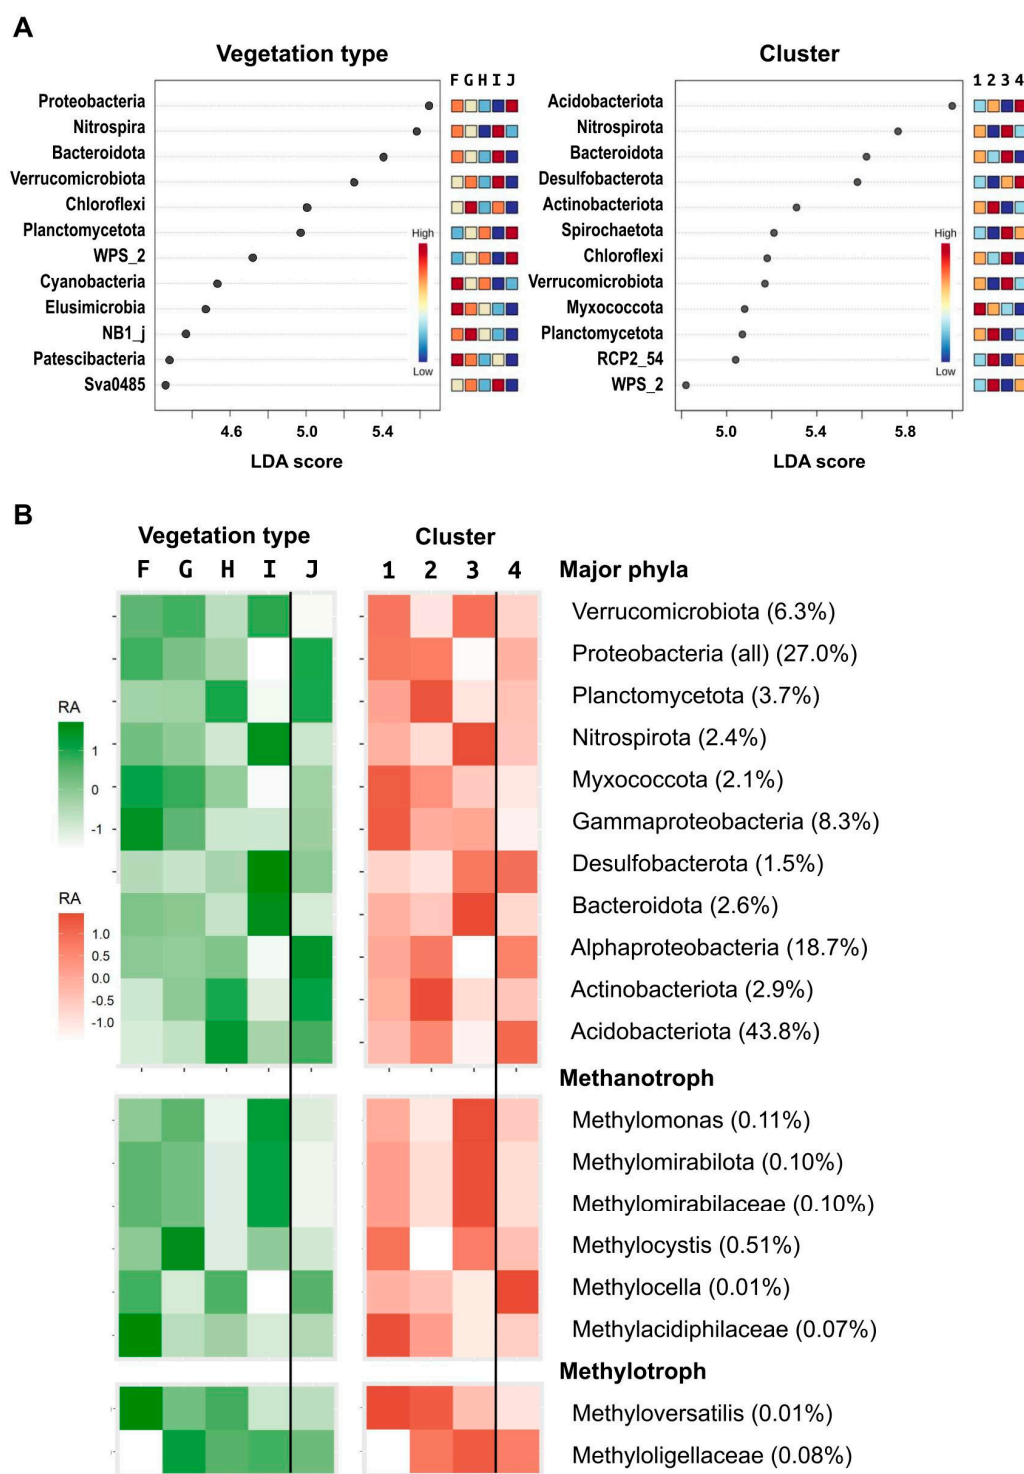 A
Vegetation type
Cluster
F G H I J
1 2 3 4
Proteobacteria
Nitrospira
Bacteroidota
Verrucomicrobiota
Chloroflexi
Planctomycetota
WPS_2
Cyanobacteria
Elusimicrobia
NB1_j
Patescibacteria
Sva0485
High
Low
4.6 5.0 5.4
LDA score
Acidobacteriota
Nitrospirota
Bacteroidota
Desulfobacterota
Actinobacteriota
Spirochaetota
Chloroflexi
Verrucomicrobiota
Myxococcota
Planctomycetota
RCP2_54
WPS_2
High
Low
5.0 5.4 5.8
LDA score
B
Vegetation type
Cluster
F G H I J
1 2 3 4
Major phyla
Verrucomicrobiota (6.3%)
Proteobacteria (all) (27.0%)
Planctomycetota (3.7%)
Nitrospirota (2.4%)
Myxococcota (2.1%)
Gammaproteobacteria (8.3%)
Desulfobacterota (1.5%)
Bacteroidota (2.6%)
Alphaproteobacteria (18.7%)
Actinobacteriota (2.9%)
Acidobacteriota (43.8%)
RA
1
0
-1
RA
1.0
0.5
0.0
-0.5
-1.0
Methanotroph
Methylomonas (0.11%)
Methylomirabilota (0.10%)
Methylomirabilaceae (0.10%)
Methylocystis (0.51%)
Methylocella (0.01%)
Methylacidiphilaceae (0.07%)
Methylotroph
Methyloversatilis (0.01%)
Methyloligellaceae (0.08%)